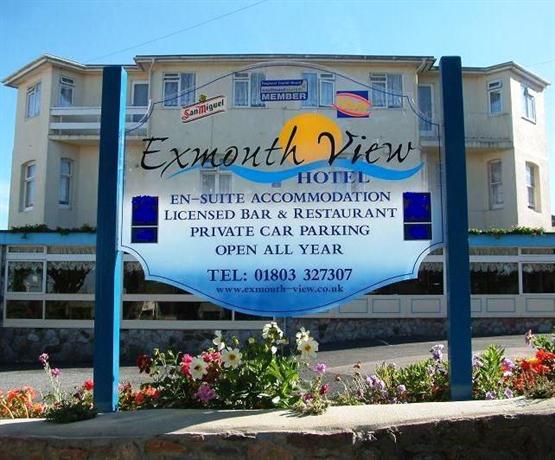 San Miguel
MEMBER
Exmouth View
HOTEL
EN-SUITE ACCOMMODATION
LICENSED BAR & RESTAURANT
PRIVATE CAR PARKING
OPEN ALL YEAR
TEL: 01803 327307
www.exmouth-view.co.uk